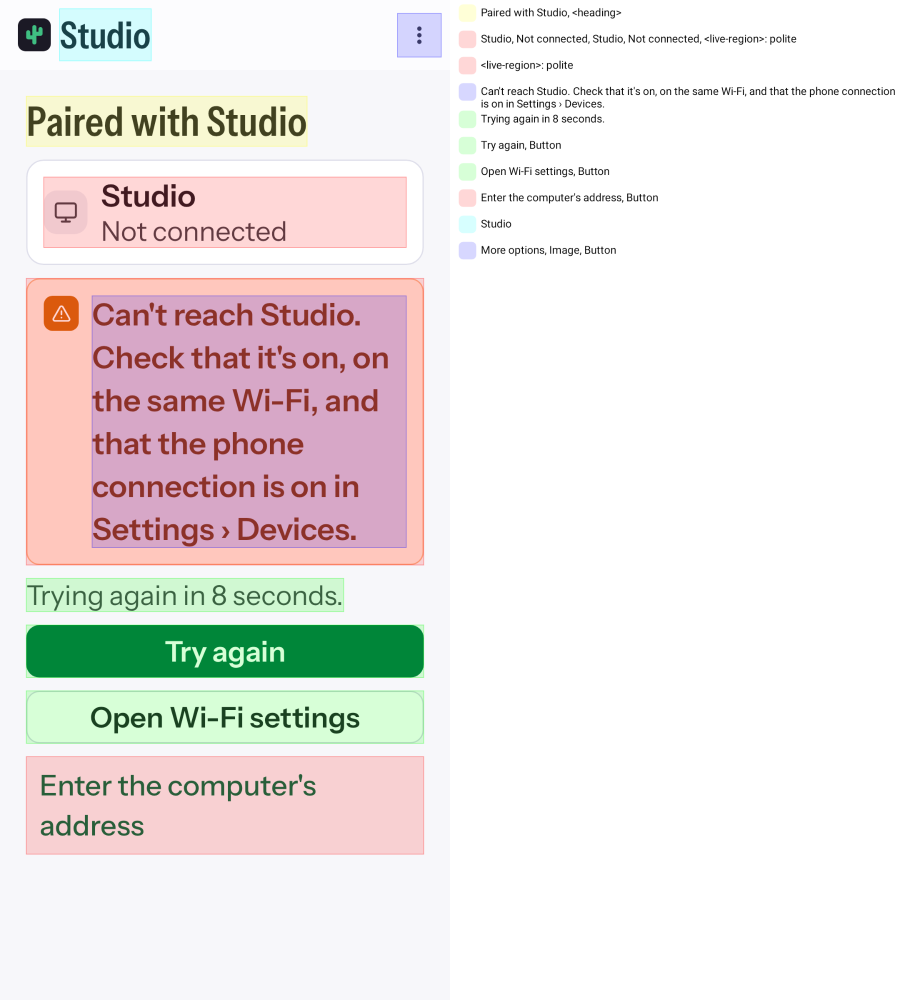 Studio
Paired with Studio
Studio
Not connected
Can't reach Studio.
Check that it's on, on
the same Wi-Fi, and
that the phone
connection is on in
Settings › Devices.
Trying again in 8 seconds.
Try again
Open Wi-Fi settings
Enter the computer's
address
Paired with Studio, <heading>
Studio, Not connected, Studio, Not connected, <live-region>: polite
<live-region>: polite
Can't reach Studio. Check that it's on, on the same Wi-Fi, and that the phone connection
is on in Settings › Devices.
Trying again in 8 seconds.
Try again, Button
Open Wi-Fi settings, Button
Enter the computer's address, Button
Studio
More options, Image, Button